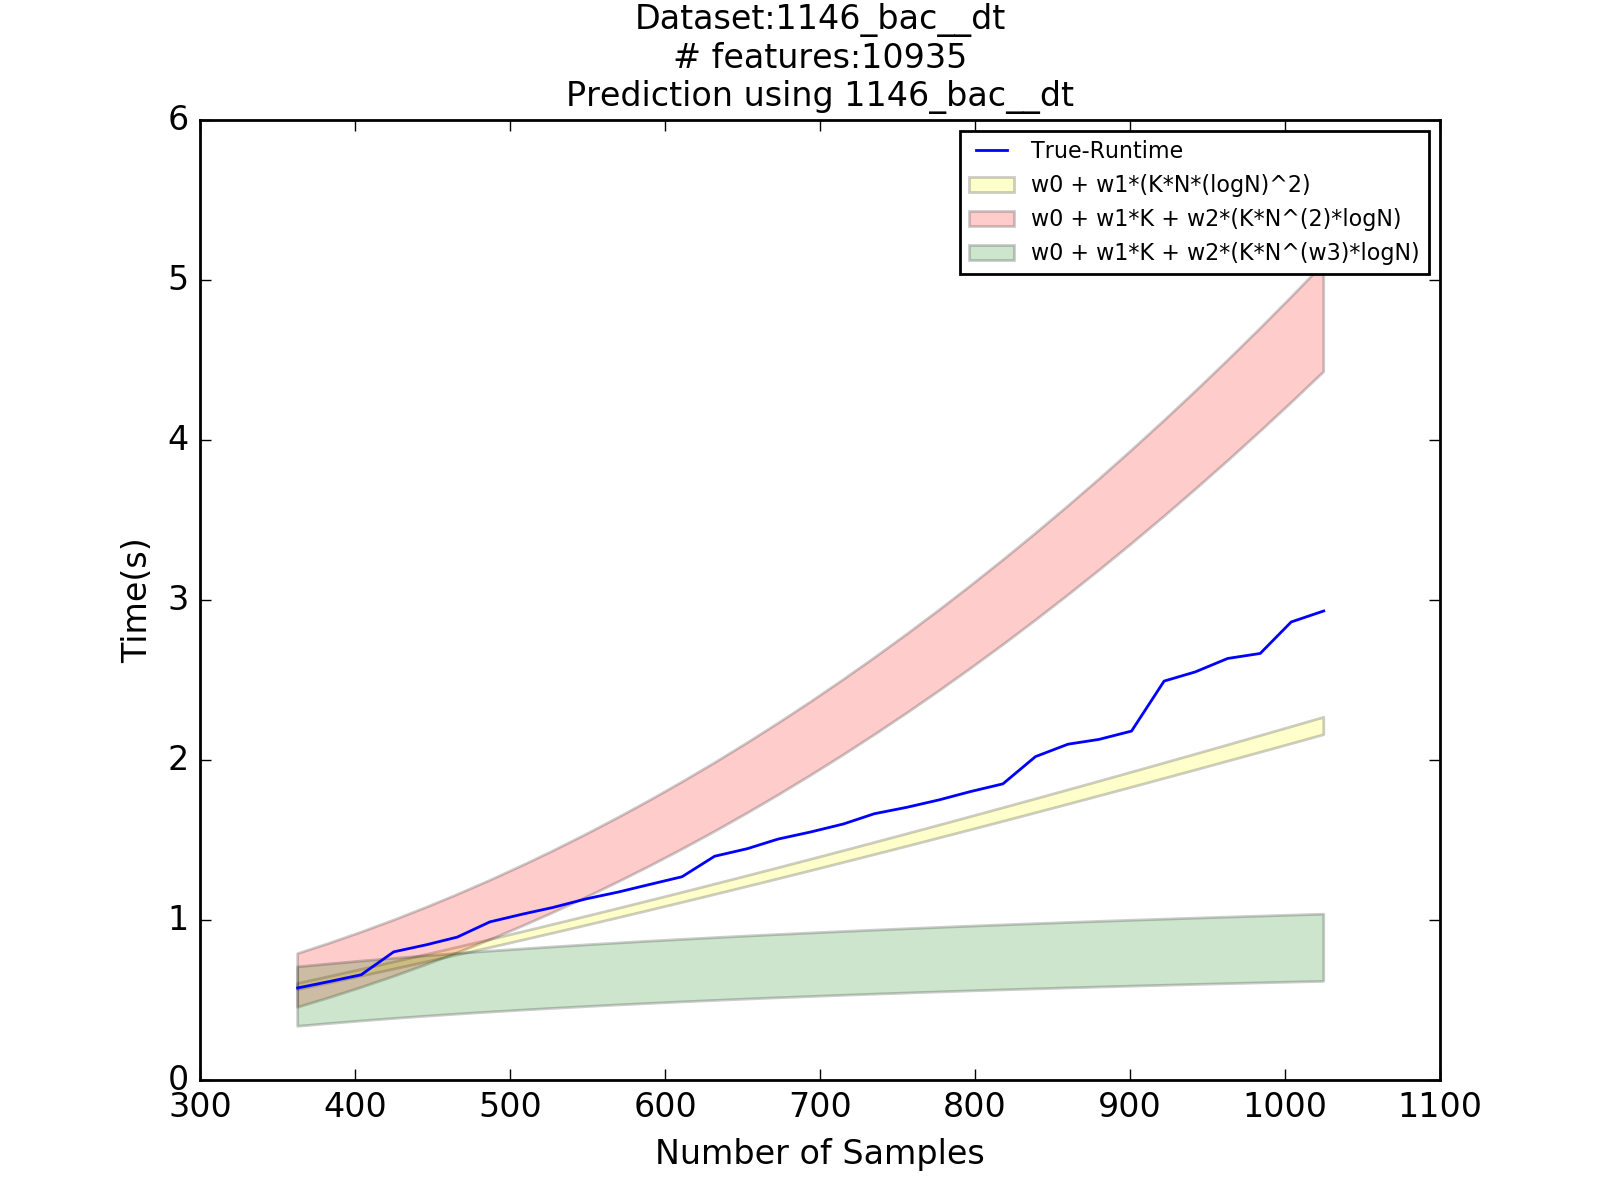 Dataset:1146_bac__dt
# features:10935
Prediction using 1146_bac__dt
True-Runtime
w0 + w1*(K*N*(logN)^2)
w0 + w1*K + w2*(K*N^(2)*logN)
w0 + w1*K + w2*(K*N^(w3)*logN)
6
5
4
3
2
1
0
Time(s)
300 400 500 600 700 800 900 1000 1100
Number of Samples